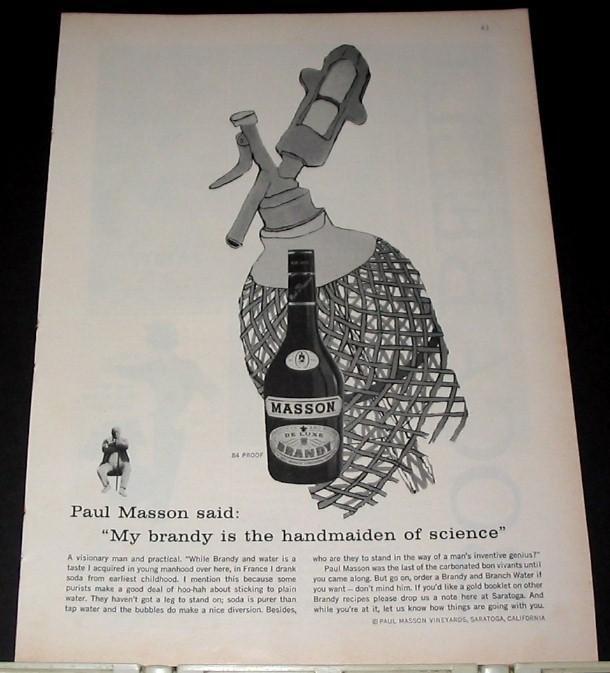 43
MASSON
DE LUXE
BRANDY
84 PROOF
Paul Masson said:
"My brandy is the handmaiden of science"
A visionary man and practical. "While Brandy and water is a
taste I acquired in young manhood over here, in France I drank
soda from earliest childhood. I mention this because some
purists make a good deal of hoo-hah about sticking to plain
water. They haven't got a leg to stand on; soda is purer than
tap water and the bubbles do make a nice diversion. Besides,
who are they to stand in the way of a man's inventive genius?"
Paul Masson was the last of the carbonated bon vivants until
you came along. But go on, order a Brandy and Branch Water if
you want – don't mind him. If you'd like a gold booklet on other
Brandy recipes please drop us a note here at Saratoga. And
while you're at it, let us know how things are going with you.
© PAUL MASSON VINEYARDS, SARATOGA, CALIFORNIA